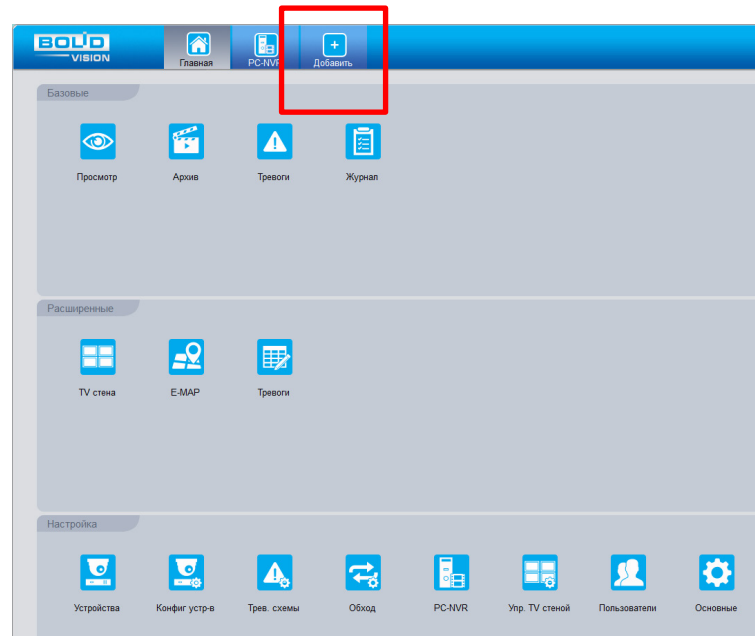 BOLID
VISION
Главная
PC-NVR
Добавить
Базовые
Просмотр
Архив
Тревоги
Журнал
Расширенные
TV стена
E-MAP
Тревоги
Настройка
Устройства
Конфиг устр-в
Трев. схемы
Обход
PC-NVR
Упр. TV стеной
Пользователи
Основные